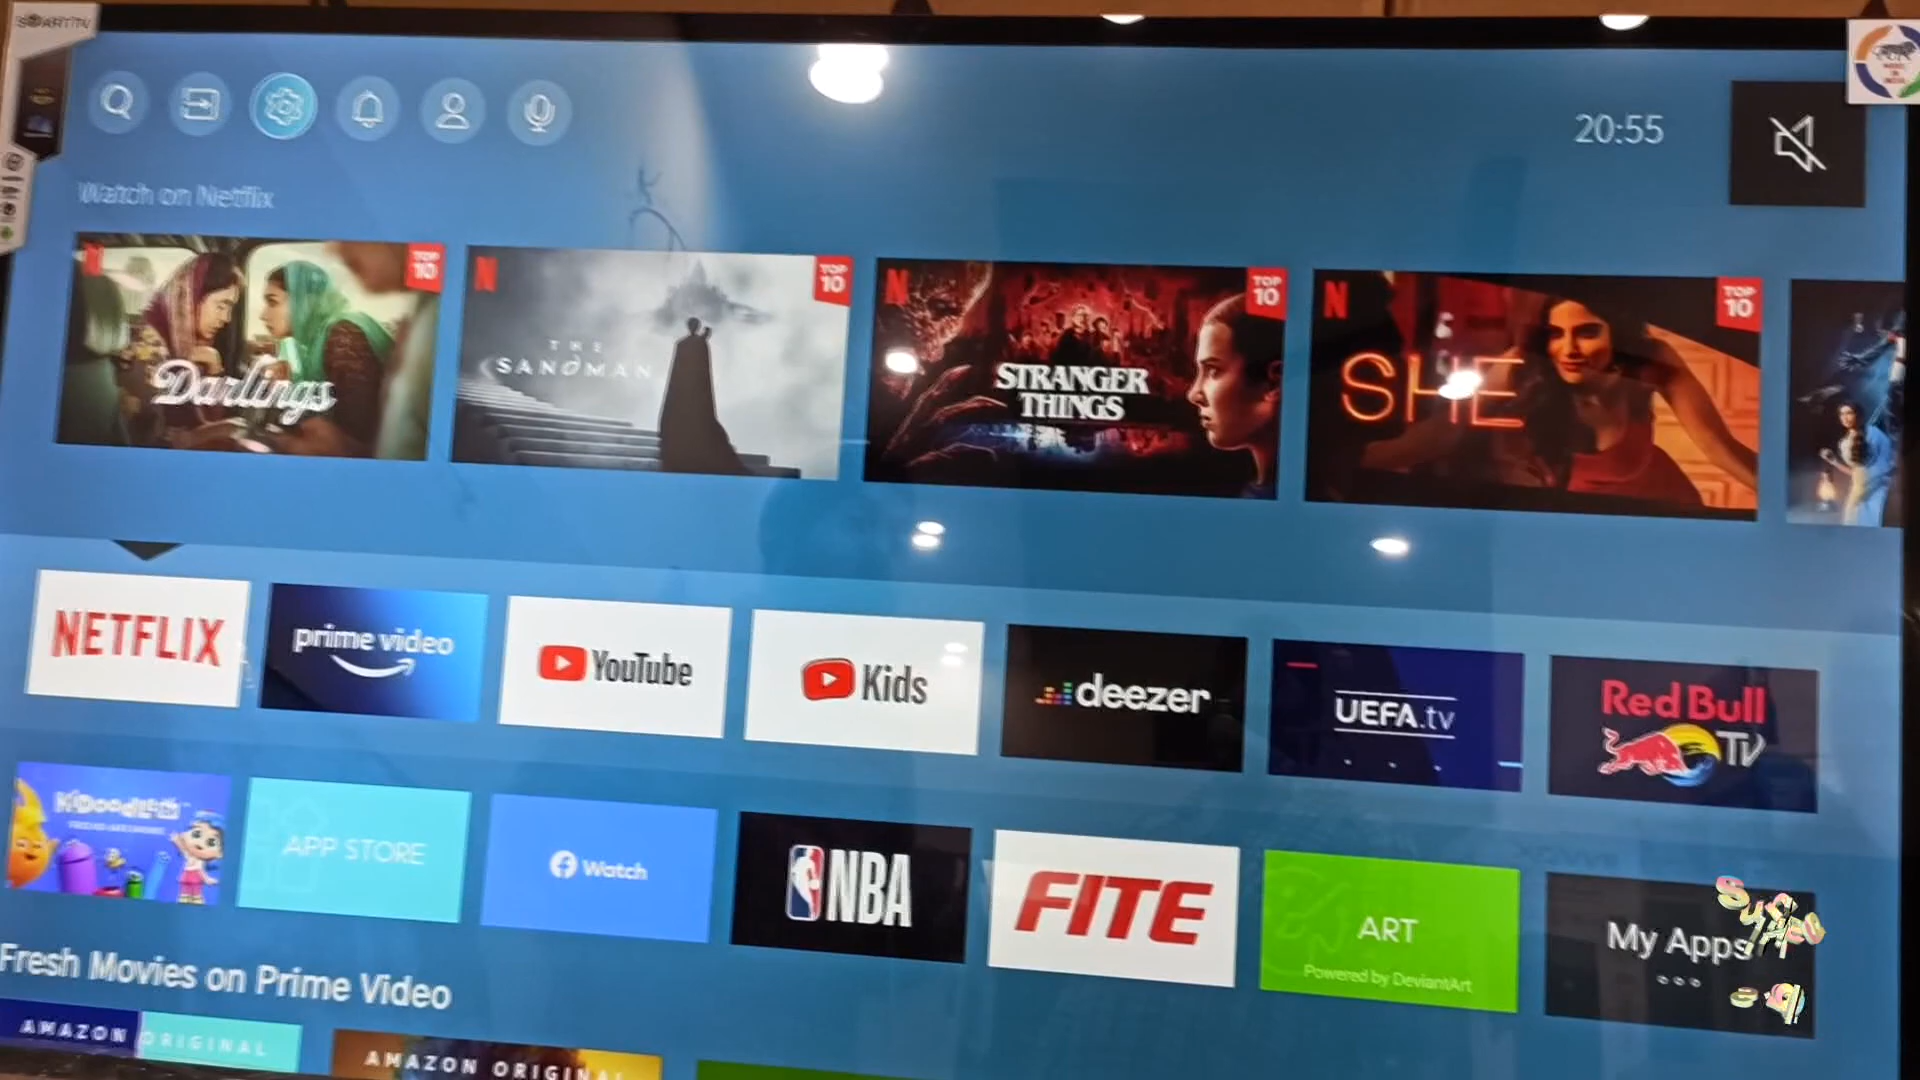 SMART TV
20:55
Watch on Netflix
TOP 10
Darlings
TOP 10
THE
SANDMAN
TOP 10
STRANGER
THINGS
TOP 10
SHE
NETFLIX
prime video
YouTube
Kids
deezer
UEFA.tv
Red Bull
TV
APP STORE
Watch
NBA
FITE
ART
Powered by DeviantArt
My Apps
Fresh Movies on Prime Video
AMAZON ORIGINAL
AMAZON ORIGINAL